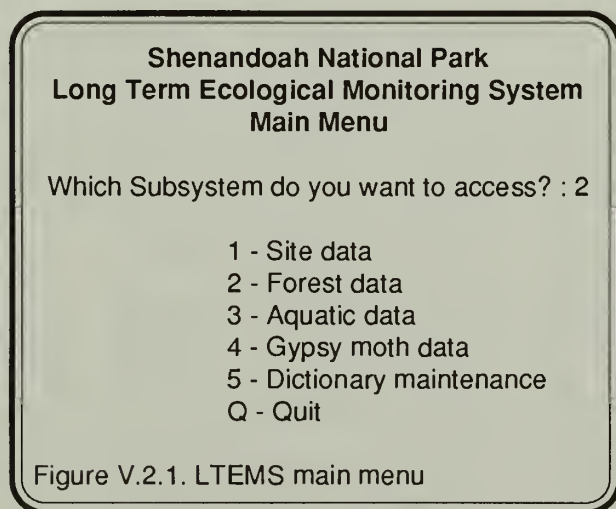 Shenandoah National Park
Long Term Ecological Monitoring System
Main Menu
Which Subsystem do you want to access? : 2
1 - Site data
2 - Forest data
3 - Aquatic data
4 - Gypsy moth data
5 - Dictionary maintenance
Q - Quit
Figure V.2.1. LTEMS main menu